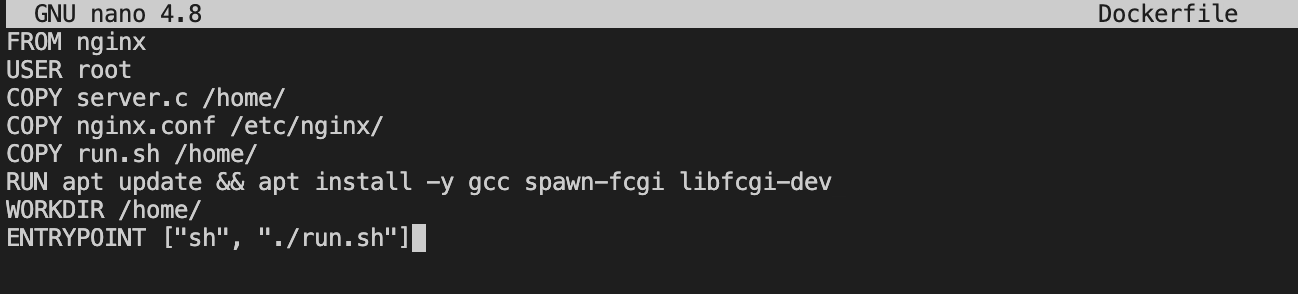 GNU nano 4.8 Dockerfile
FROM nginx
USER root
COPY server.c /home/
COPY nginx.conf /etc/nginx/
COPY run.sh /home/
RUN apt update && apt install -y gcc spawn-fcgi libfcgi-dev
WORKDIR /home/
ENTRYPOINT ["sh", "./run.sh"]